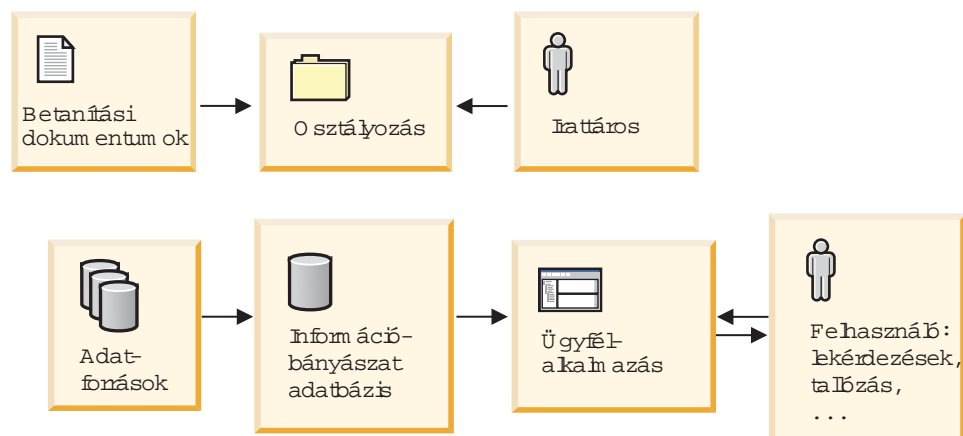 Betanítási
dokumentumok
Osztályozás
Irattáros
Adat-
források
Információ-
bányászat
adatbázis
Ügyfél-
alkalmazás
Felhasználó:
lekérdezések,
tallózás,
...